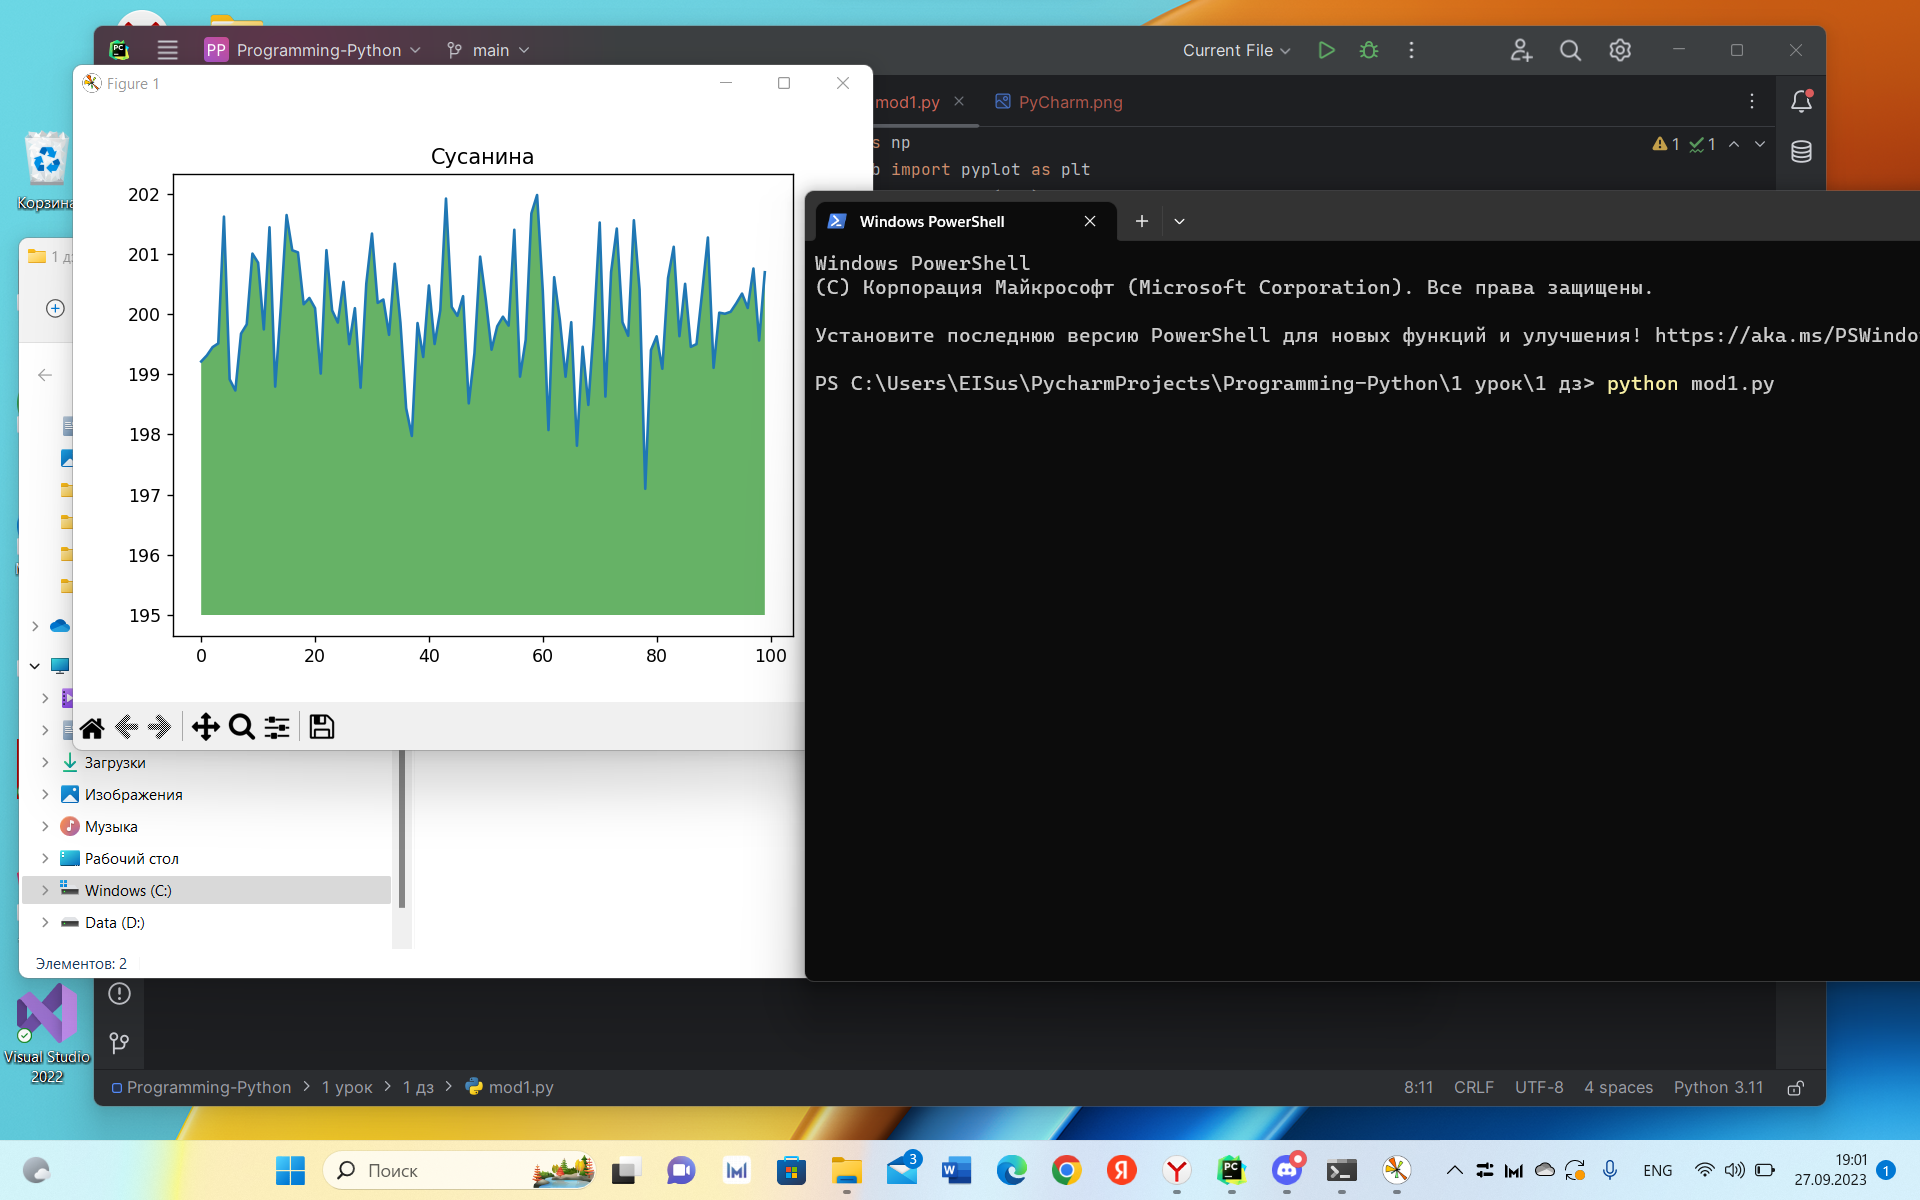 PP Programming-Python
main
Current File
Figure 1
mod1.py
PyCharm.png
np
import pyplot as plt
1 1
Корзина
1
Сусанина
202
201
200
199
198
197
196
195
0 20 40 60 80 100
Windows PowerShell
Windows PowerShell
(C) Корпорация Майкрософт (Microsoft Corporation). Все права защищены.
Установите последнюю версию PowerShell для новых функций и улучшения! https://aka.ms/PSWindo
PS C:\Users\EISus\PycharmProjects\Programming-Python\1 урок\1 дз> python mod1.py
Загрузки
Изображения
Музыка
Рабочий стол
Windows (C:)
Data (D:)
Элементов: 2
Visual Studio
2022
Programming-Python > 1 урок > 1 дз > mod1.py
8:11 CRLF UTF-8 4 spaces Python 3.11
Поиск
3
ENG
19:01
27.09.2023
1